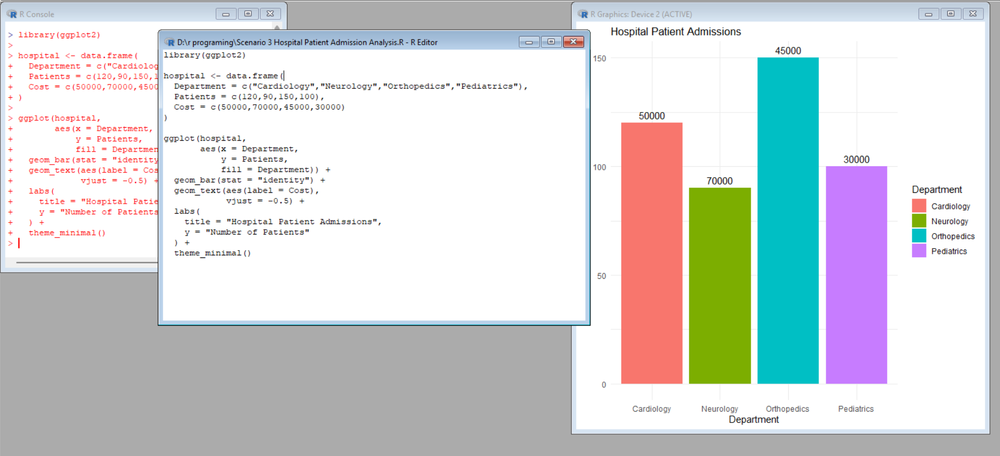 R Console
> library(ggplot2)
>
> hospital <- data.frame(
+   Department = c("Cardiolog
+   Patients = c(120,90,150,1
+   Cost = c(50000,70000,4500
+ )
>
> ggplot(hospital,
+        aes(x = Department,
+            y = Patients,
+            fill = Departmen
+   geom_bar(stat = "identity
+   geom_text(aes(label = Cos
+             vjust = -0.5) +
+   labs(
+     title = "Hospital Patie
+     y = "Number of Patients
+   ) +
+   theme_minimal()
>
D:\r programing\Scenario 3 Hospital Patient Admission Analysis.R - R Editor
library(ggplot2)
hospital <- data.frame(
  Department = c("Cardiology","Neurology","Orthopedics","Pediatrics"),
  Patients = c(120,90,150,100),
  Cost = c(50000,70000,45000,30000)
)
ggplot(hospital,
       aes(x = Department,
           y = Patients,
           fill = Department)) +
  geom_bar(stat = "identity") +
  geom_text(aes(label = Cost),
            vjust = -0.5) +
  labs(
    title = "Hospital Patient Admissions",
    y = "Number of Patients"
  ) +
  theme_minimal()
R Graphics: Device 2 (ACTIVE)
Hospital Patient Admissions
150
100
50
0
50000
70000
45000
30000
Cardiology
Neurology
Orthopedics
Pediatrics
Department
Department
Cardiology
Neurology
Orthopedics
Pediatrics